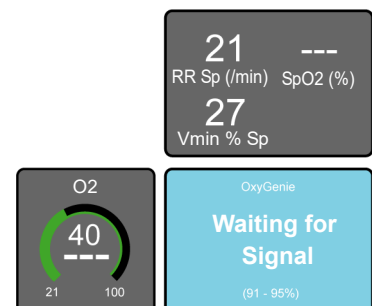 21 ---
RR Sp (/min) SpO2 (%)
27
Vmin % Sp
O2
40
---
21 100
OxyGenie
Waiting for
Signal
(91 - 95%)